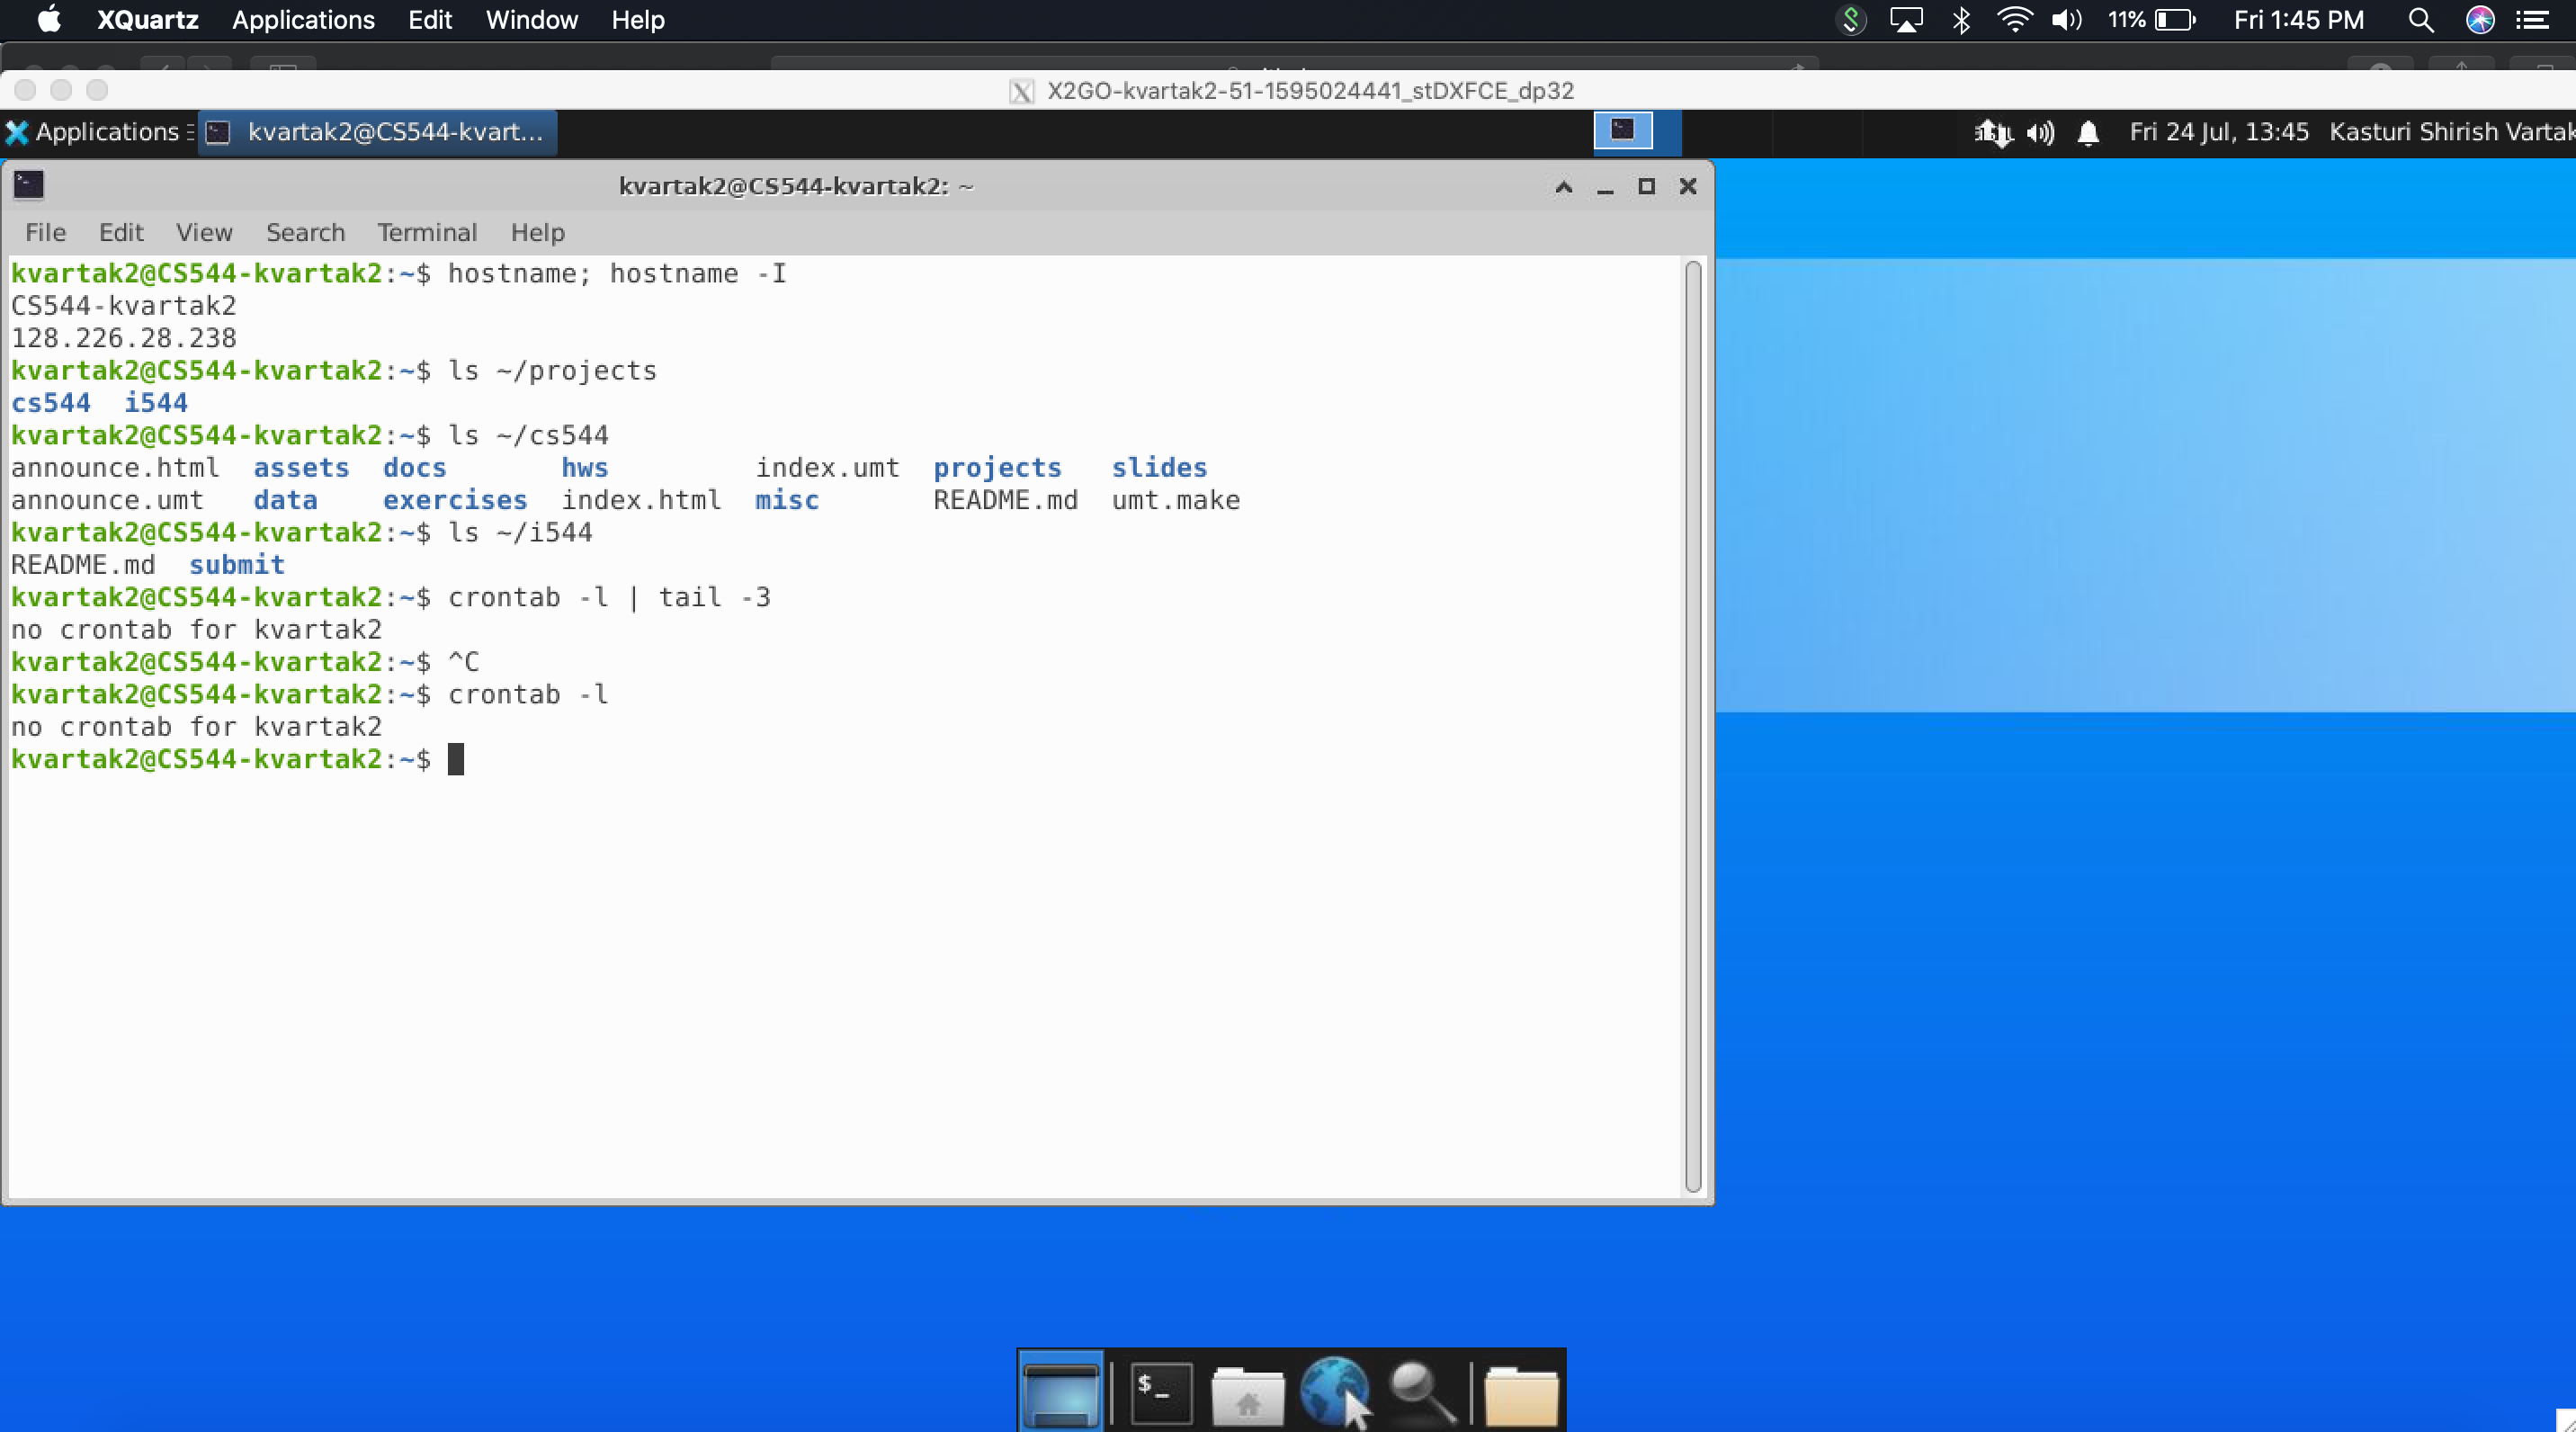 XQuartz Applications Edit Window Help 11% Fri 1:45 PM
X2GO-kvartak2-51-1595024441_stDXFCE_dp32
Applications kvartak2@CS544-kvart... Fri 24 Jul, 13:45 Kasturi Shirish Vartak
kvartak2@CS544-kvartak2: ~
File Edit View Search Terminal Help
kvartak2@CS544-kvartak2:~$ hostname; hostname -I
CS544-kvartak2
128.226.28.238
kvartak2@CS544-kvartak2:~$ ls ~/projects
cs544 i544
kvartak2@CS544-kvartak2:~$ ls ~/cs544
announce.html assets docs hws index.umt projects slides
announce.umt data exercises index.html misc README.md umt.make
kvartak2@CS544-kvartak2:~$ ls ~/i544
README.md submit
kvartak2@CS544-kvartak2:~$ crontab -l | tail -3
no crontab for kvartak2
kvartak2@CS544-kvartak2:~$ ^C
kvartak2@CS544-kvartak2:~$ crontab -l
no crontab for kvartak2
kvartak2@CS544-kvartak2:~$
$_